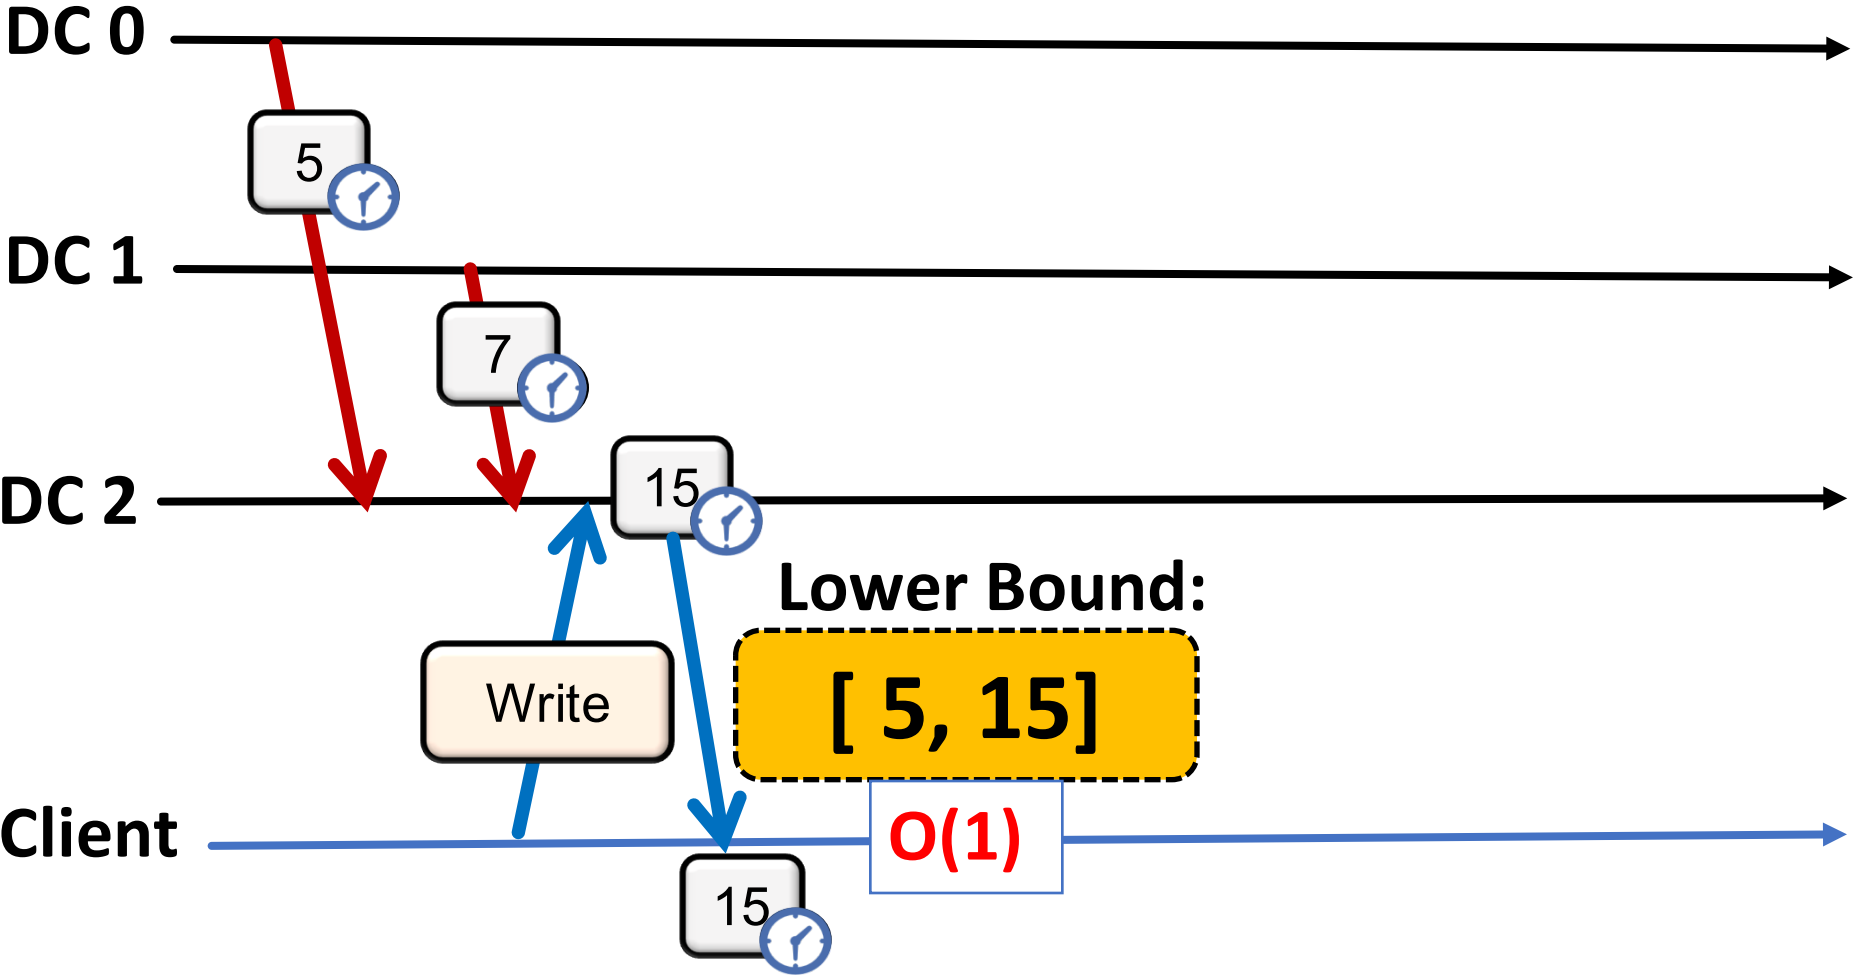 DC 0
5
DC 1
7
DC 2
15
Lower Bound:
Write
[ 5, 15]
Client
O(1)
15